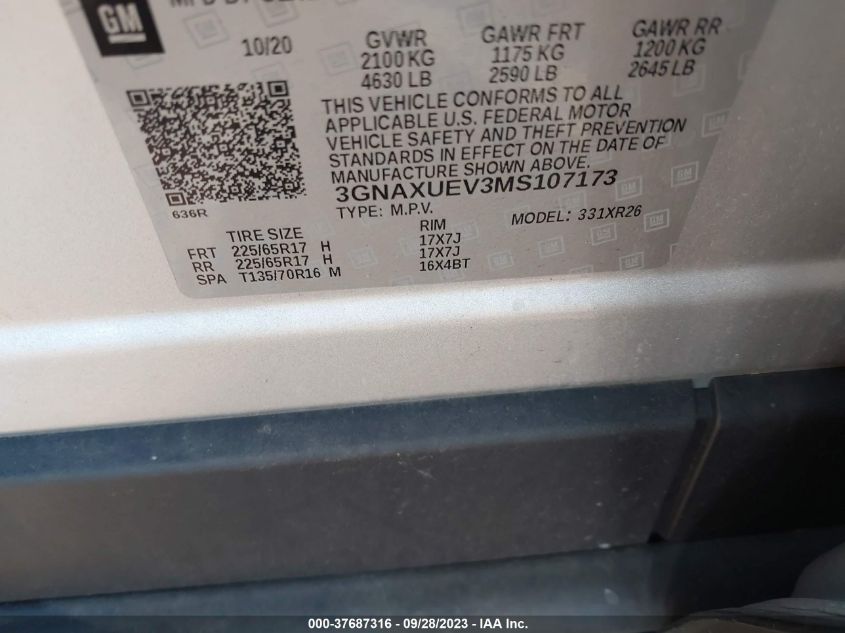 GM
10/20
GVWR
2100 KG
4630 LB
GAWR FRT
1175 KG
2590 LB
GAWR RR
1200 KG
2645 LB
THIS VEHICLE CONFORMS TO ALL
APPLICABLE U.S. FEDERAL MOTOR
VEHICLE SAFETY AND THEFT PREVENTION
STANDARDS IN EFFECT ON THE DATE OF
MANUFACTURE SHOWN ABOVE.
3GNAXUEV3MS107173
636R
TYPE: M.P.V. MODEL: 331XR26
TIRE SIZE RIM
FRT 225/65R17 H 17X7J
RR 225/65R17 H 17X7J
SPA T135/70R16 M 16X4BT
000-37687316 / 09/28/2023 - IAA Inc.